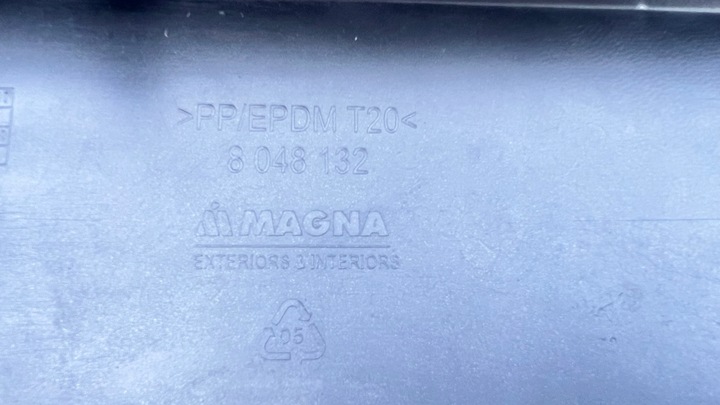 >PP/EPDM T20<
8 048 132
MAGNA
EXTERIORS & INTERIORS
05